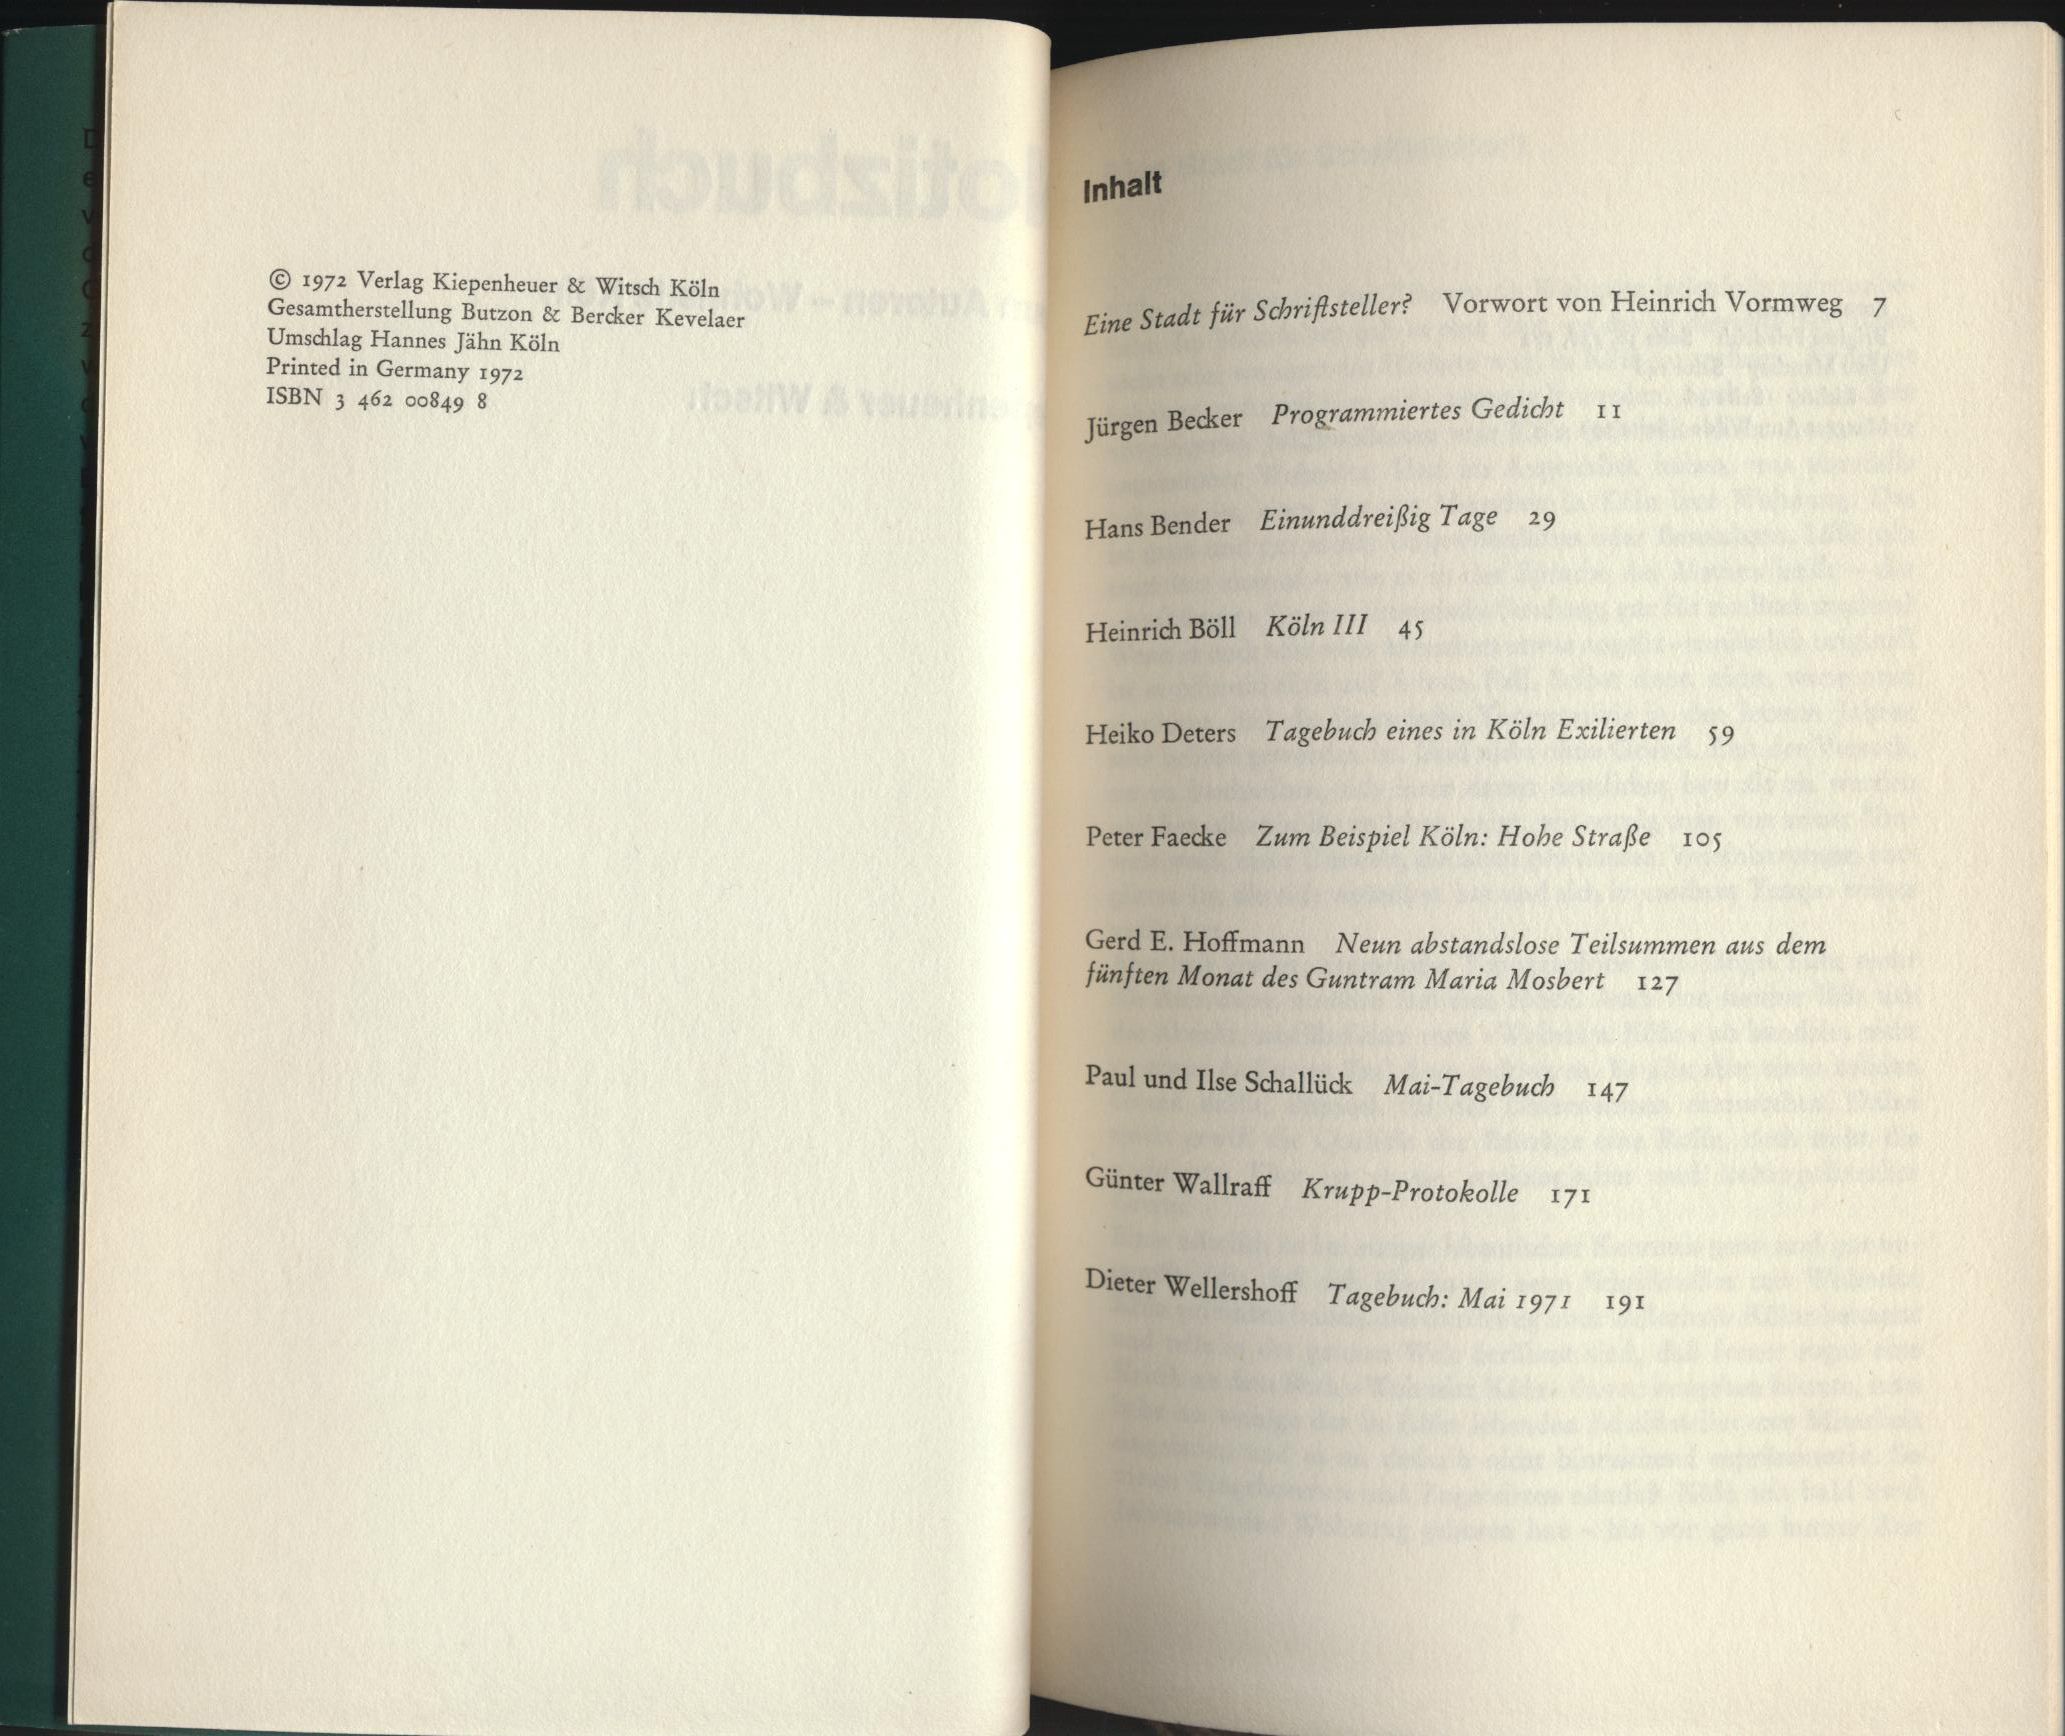 © 1972 Verlag Kiepenheuer & Witsch Köln
Gesamtherstellung Butzon & Bercker Kevelaer
Umschlag Hannes Jähn Köln
Printed in Germany 1972
ISBN 3 462 00849 8
Inhalt
Eine Stadt für Schriftsteller? Vorwort von Heinrich Vormweg 7
Jürgen Becker Programmiertes Gedicht 11
Hans Bender Einunddreißig Tage 29
Heinrich Böll Köln III 45
Heiko Deters Tagebuch eines in Köln Exilierten 59
Peter Faecke Zum Beispiel Köln: Hohe Straße 105
Gerd E. Hoffmann Neun abstandslose Teilsummen aus dem
fünften Monat des Guntram Maria Mosbert 127
Paul und Ilse Schallück Mai-Tagebuch 147
Günter Wallraff Krupp-Protokolle 171
Dieter Wellershoff Tagebuch: Mai 1971 191